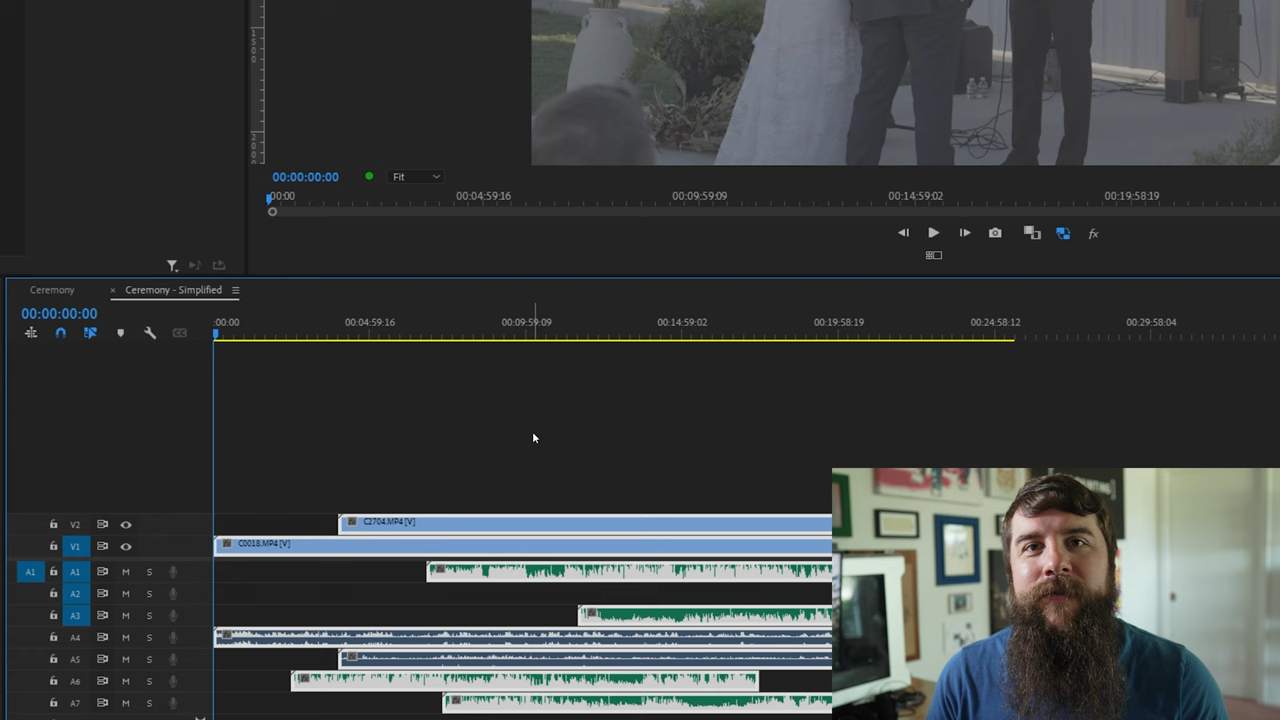 00:00:00:00
Fit
:00:00
00:04:59:16
00:09:59:09
00:14:59:02
00:19:58:19
Ceremony
× Ceremony - Simplified
00:00:00:00
:00:00
00:04:59:16
00:09:59:09
00:14:59:02
00:19:58:19
00:24:58:12
00:29:58:04
V2
C2704.MP4 [V]
V1
C0018.MP4 [V]
A1 A1 M S
A2 M S
A3 M S
A4 M S
A5 M S
A6 M S
A7 M S
fx